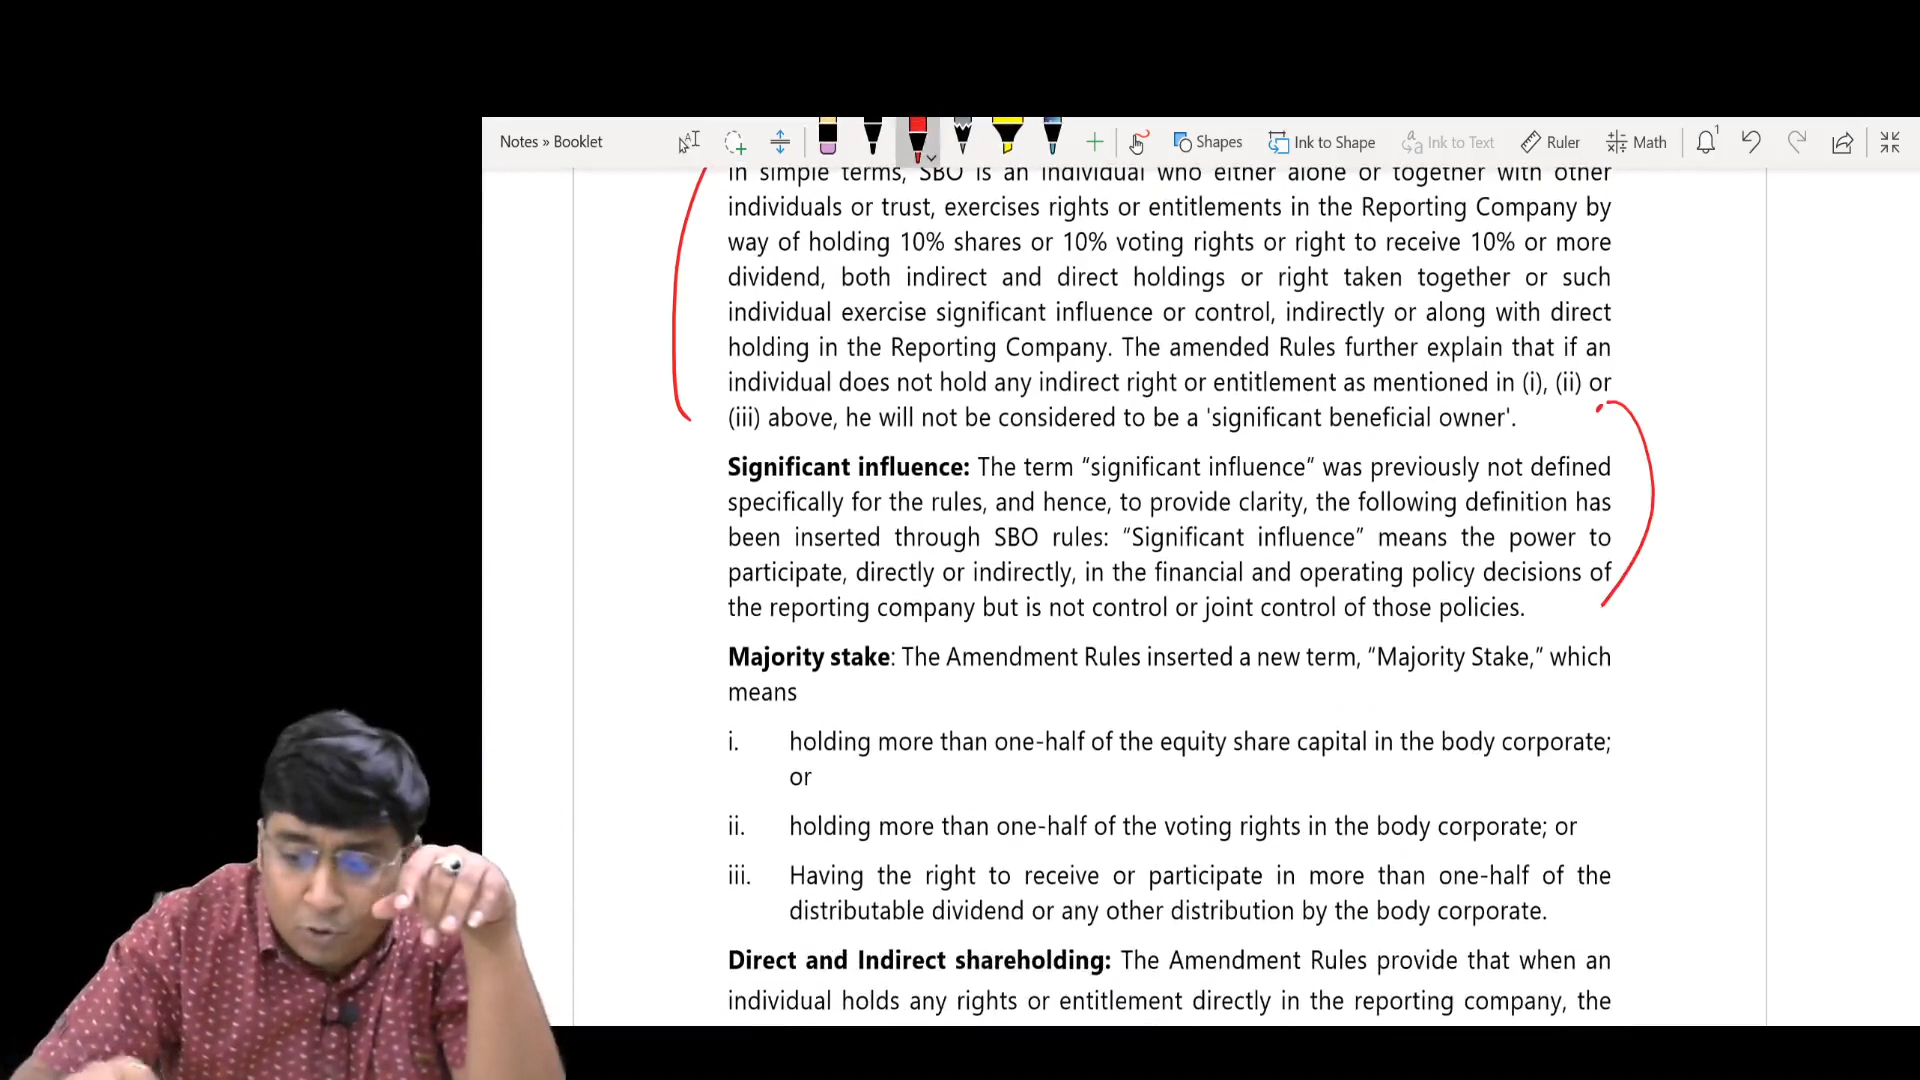 Notes » Booklet
Shapes
Ink to Shape
Ink to Text
Ruler
Math
1
In simple terms, SBO is an individual who either alone or together with other
individuals or trust, exercises rights or entitlements in the Reporting Company by
way of holding 10% shares or 10% voting rights or right to receive 10% or more
dividend, both indirect and direct holdings or right taken together or such
individual exercise significant influence or control, indirectly or along with direct
holding in the Reporting Company. The amended Rules further explain that if an
individual does not hold any indirect right or entitlement as mentioned in (i), (ii) or
(iii) above, he will not be considered to be a 'significant beneficial owner'.
Significant influence: The term “significant influence” was previously not defined
specifically for the rules, and hence, to provide clarity, the following definition has
been inserted through SBO rules: “Significant influence” means the power to
participate, directly or indirectly, in the financial and operating policy decisions of
the reporting company but is not control or joint control of those policies.
Majority stake: The Amendment Rules inserted a new term, “Majority Stake,” which
means
i. holding more than one-half of the equity share capital in the body corporate;
or
ii. holding more than one-half of the voting rights in the body corporate; or
iii. Having the right to receive or participate in more than one-half of the
distributable dividend or any other distribution by the body corporate.
Direct and Indirect shareholding: The Amendment Rules provide that when an
individual holds any rights or entitlement directly in the reporting company, the